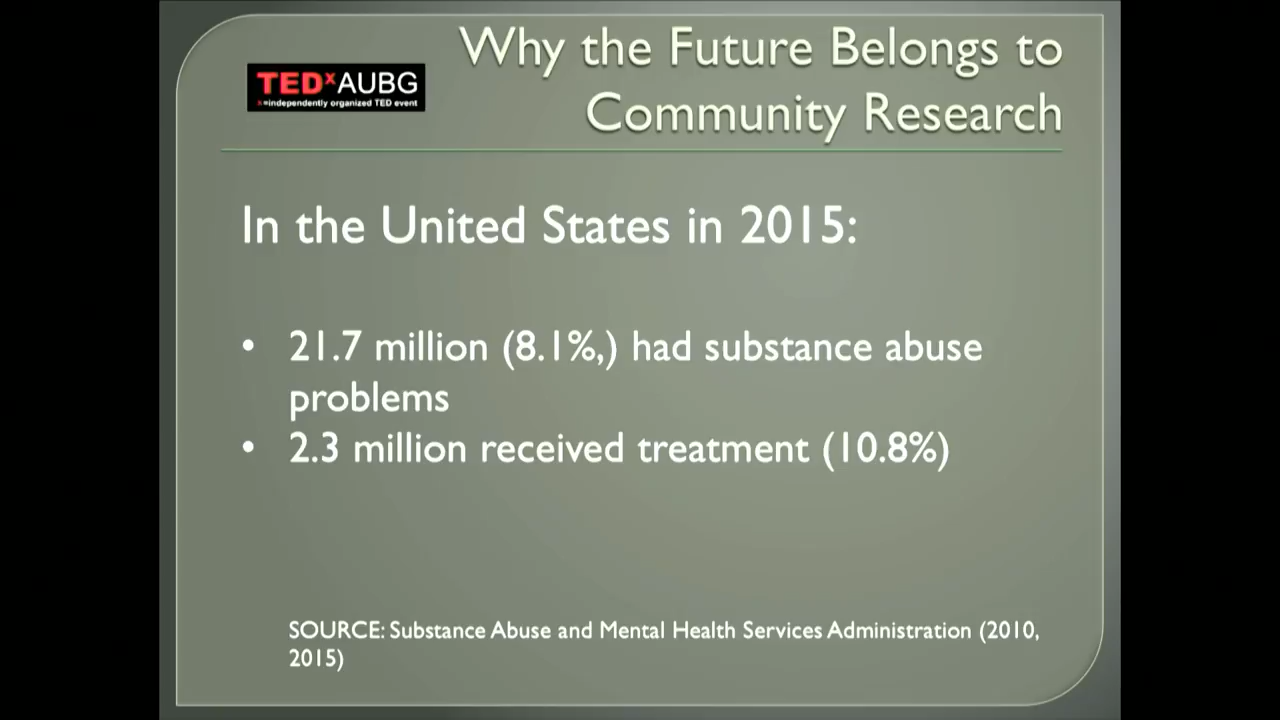 Why the Future Belongs to
TEDxAUBG
x=independently organized TED event
Community Research
In the United States in 2015:
• 21.7 million (8.1%,) had substance abuse
problems
• 2.3 million received treatment (10.8%)
SOURCE: Substance Abuse and Mental Health Services Administration (2010,
2015)